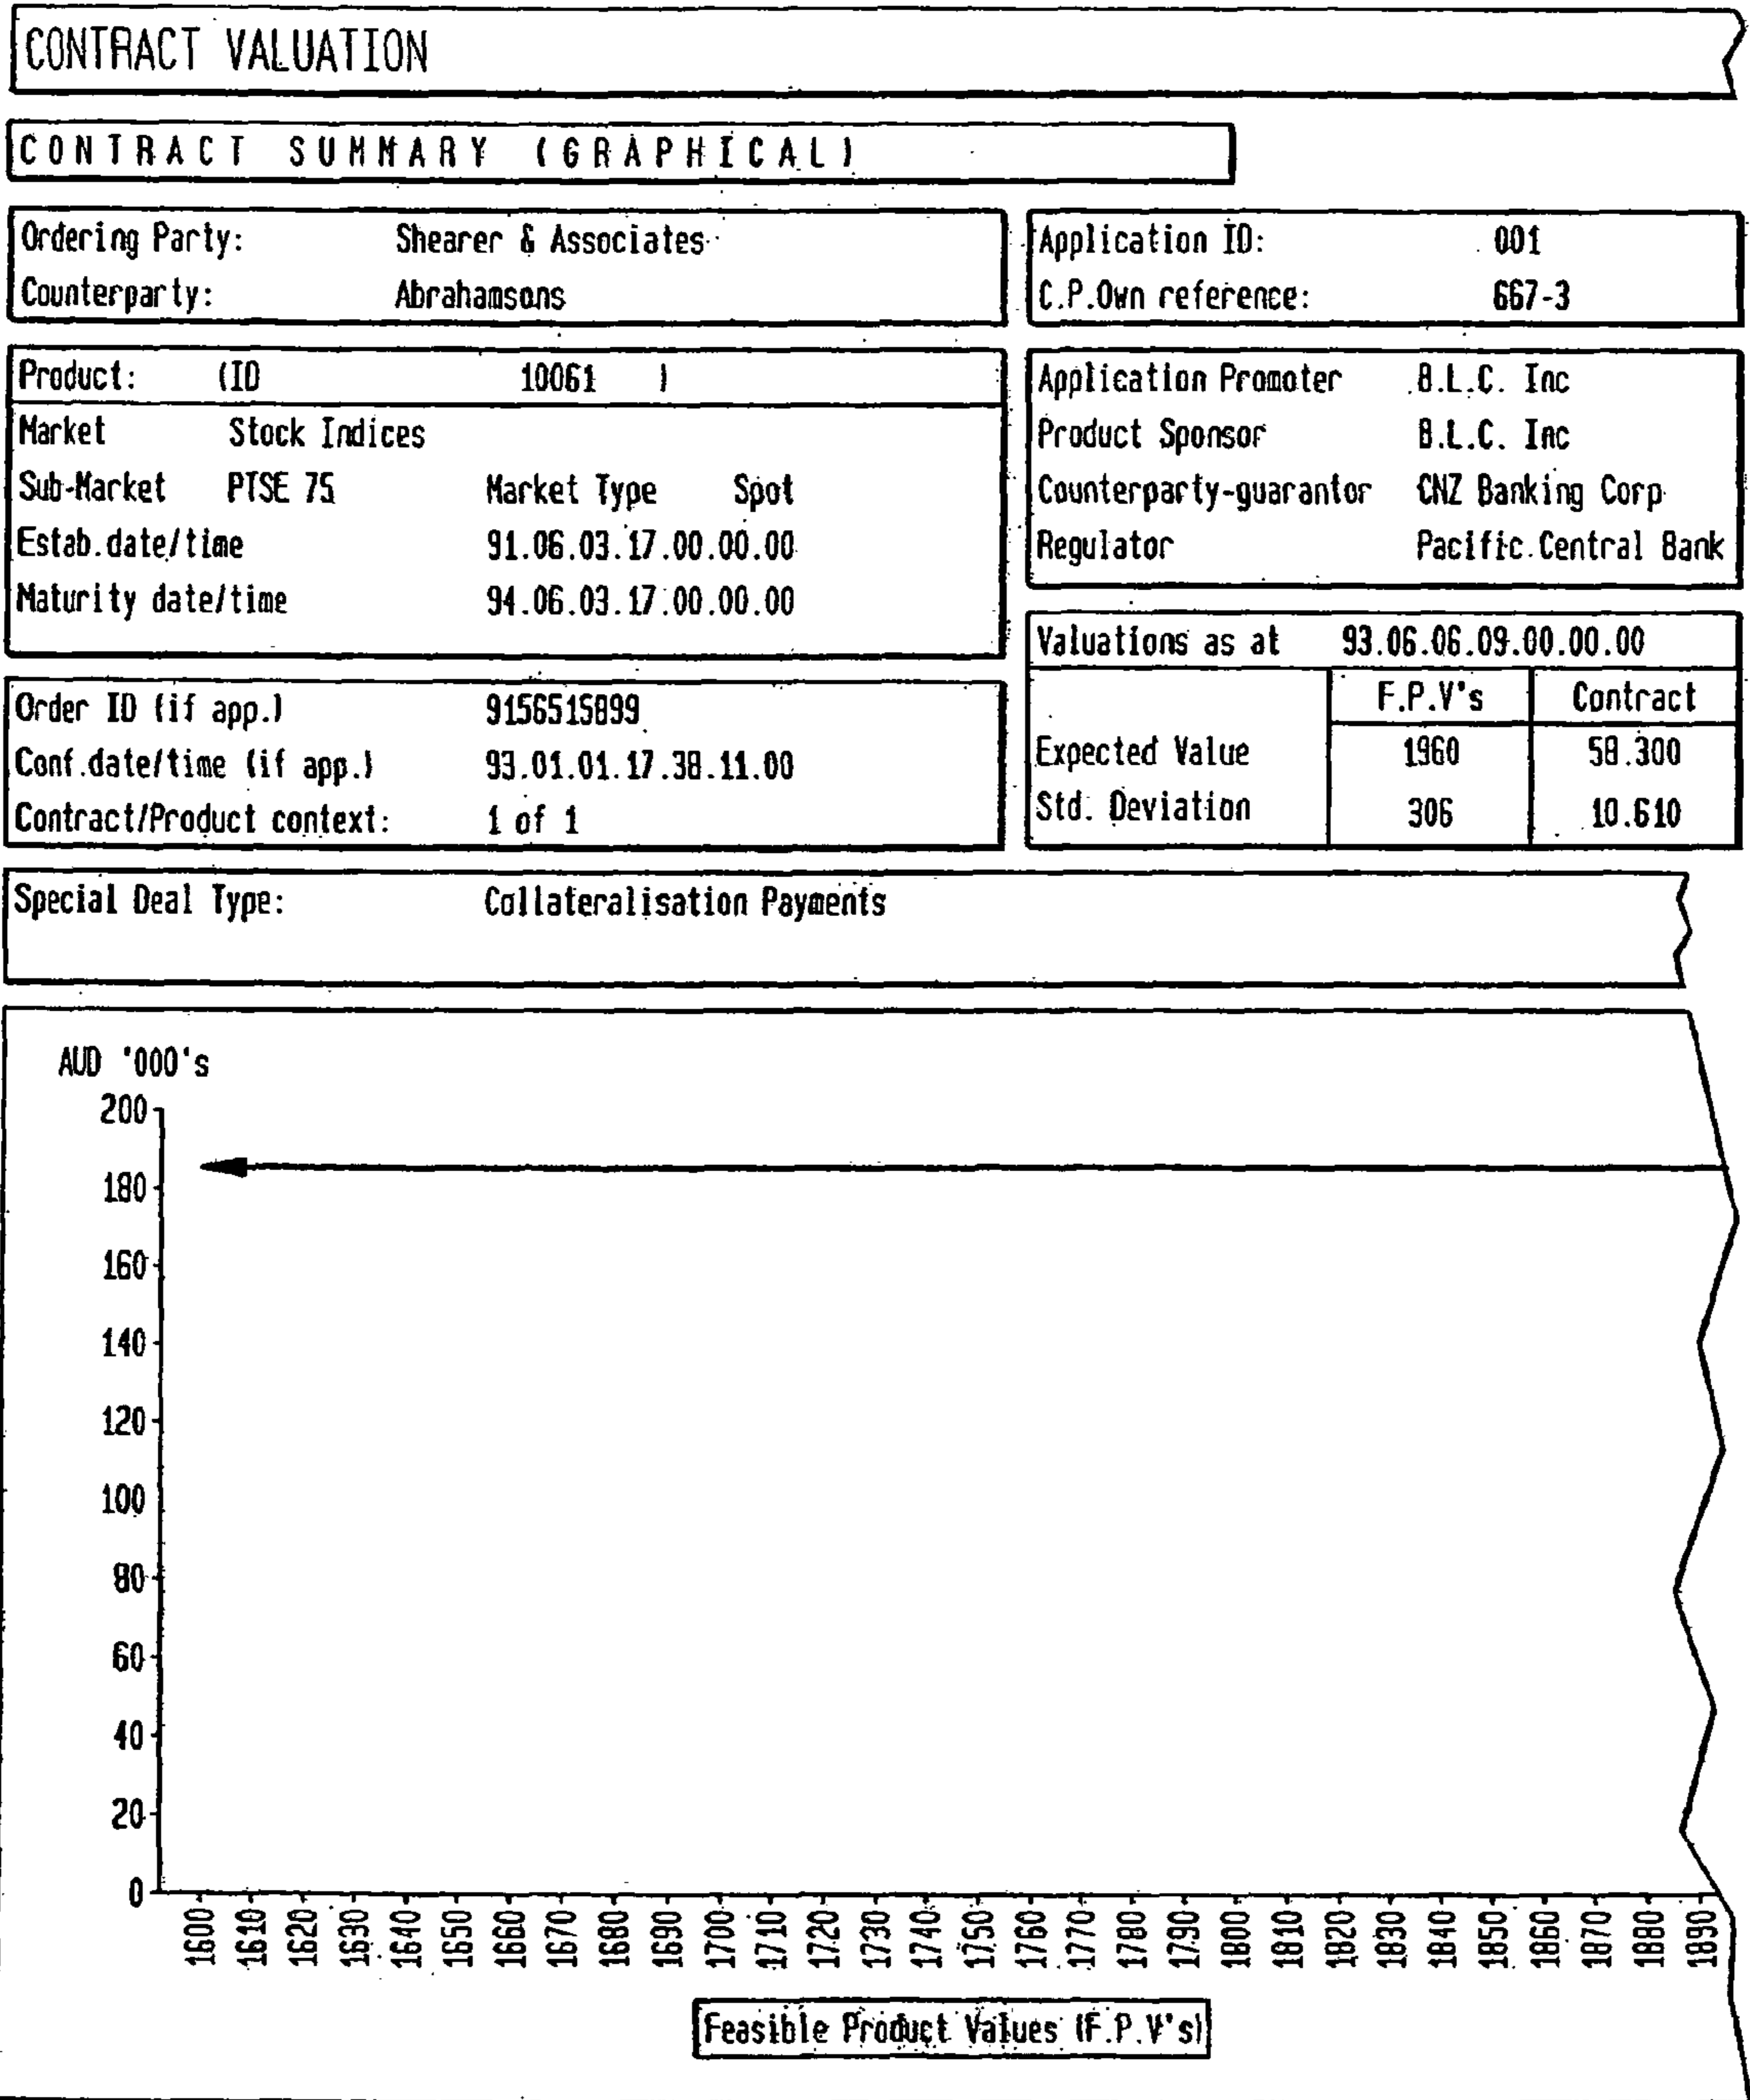 CONTRACT VALUATION
CONTRACT SUMMARY (GRAPHICAL)
Ordering Party: Shearer & Associates
Counterparty: Abrahamsons
Application ID: 001
C.P.Own reference: 667-3
Product: (ID 10061 )
Market Stock Indices
Sub-Market PTSE 75 Market Type Spot
Estab.date/time 91.06.03.17.00.00.00
Maturity date/time 94.06.03.17.00.00.00
Application Promoter B.L.C. Inc
Product Sponsor B.L.C. Inc
Counterparty-guarantor CNZ Banking Corp
Regulator Pacific Central Bank
Valuations as at 93.06.06.09.00.00.00
F.P.V's Contract
Expected Value 1960 58.300
Std. Deviation 306 10.610
Order ID (if app.) 9156515899
Conf.date/time (if app.) 93.01.01.17.38.11.00
Contract/Product context: 1 of 1
Special Deal Type: Collateralisation Payments
AUD '000's
200
180
160
140
120
100
80
60
40
20
0
1600 1610 1620 1630 1640 1650 1660 1670 1680 1690 1700 1710 1720 1730 1740 1750 1760 1770 1780 1790 1800 1810 1820 1830 1840 1850 1860 1870 1880 1890
Feasible Product Values (F.P.V's)